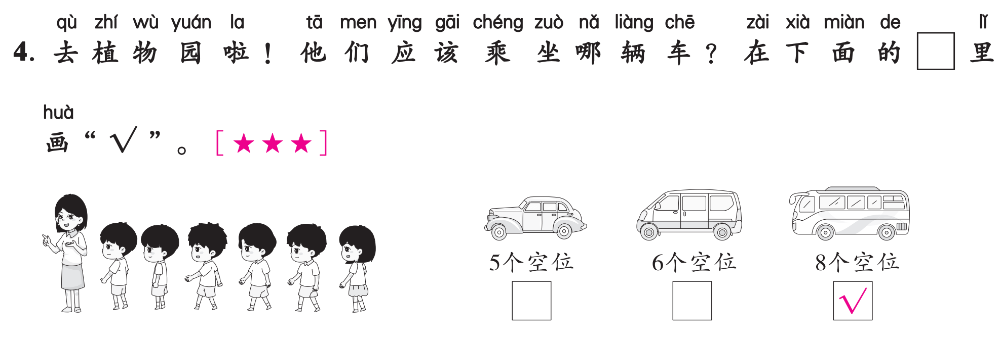 qù zhí wù yuán la tā men yīng gāi chéng zuò nǎ liàng chē zài xià miàn de lǐ
4. 去植物园啦！他们应该乘坐哪辆车？在下面的□里
huà
画“√”。[★★★]
5个空位 6个空位 8个空位
√